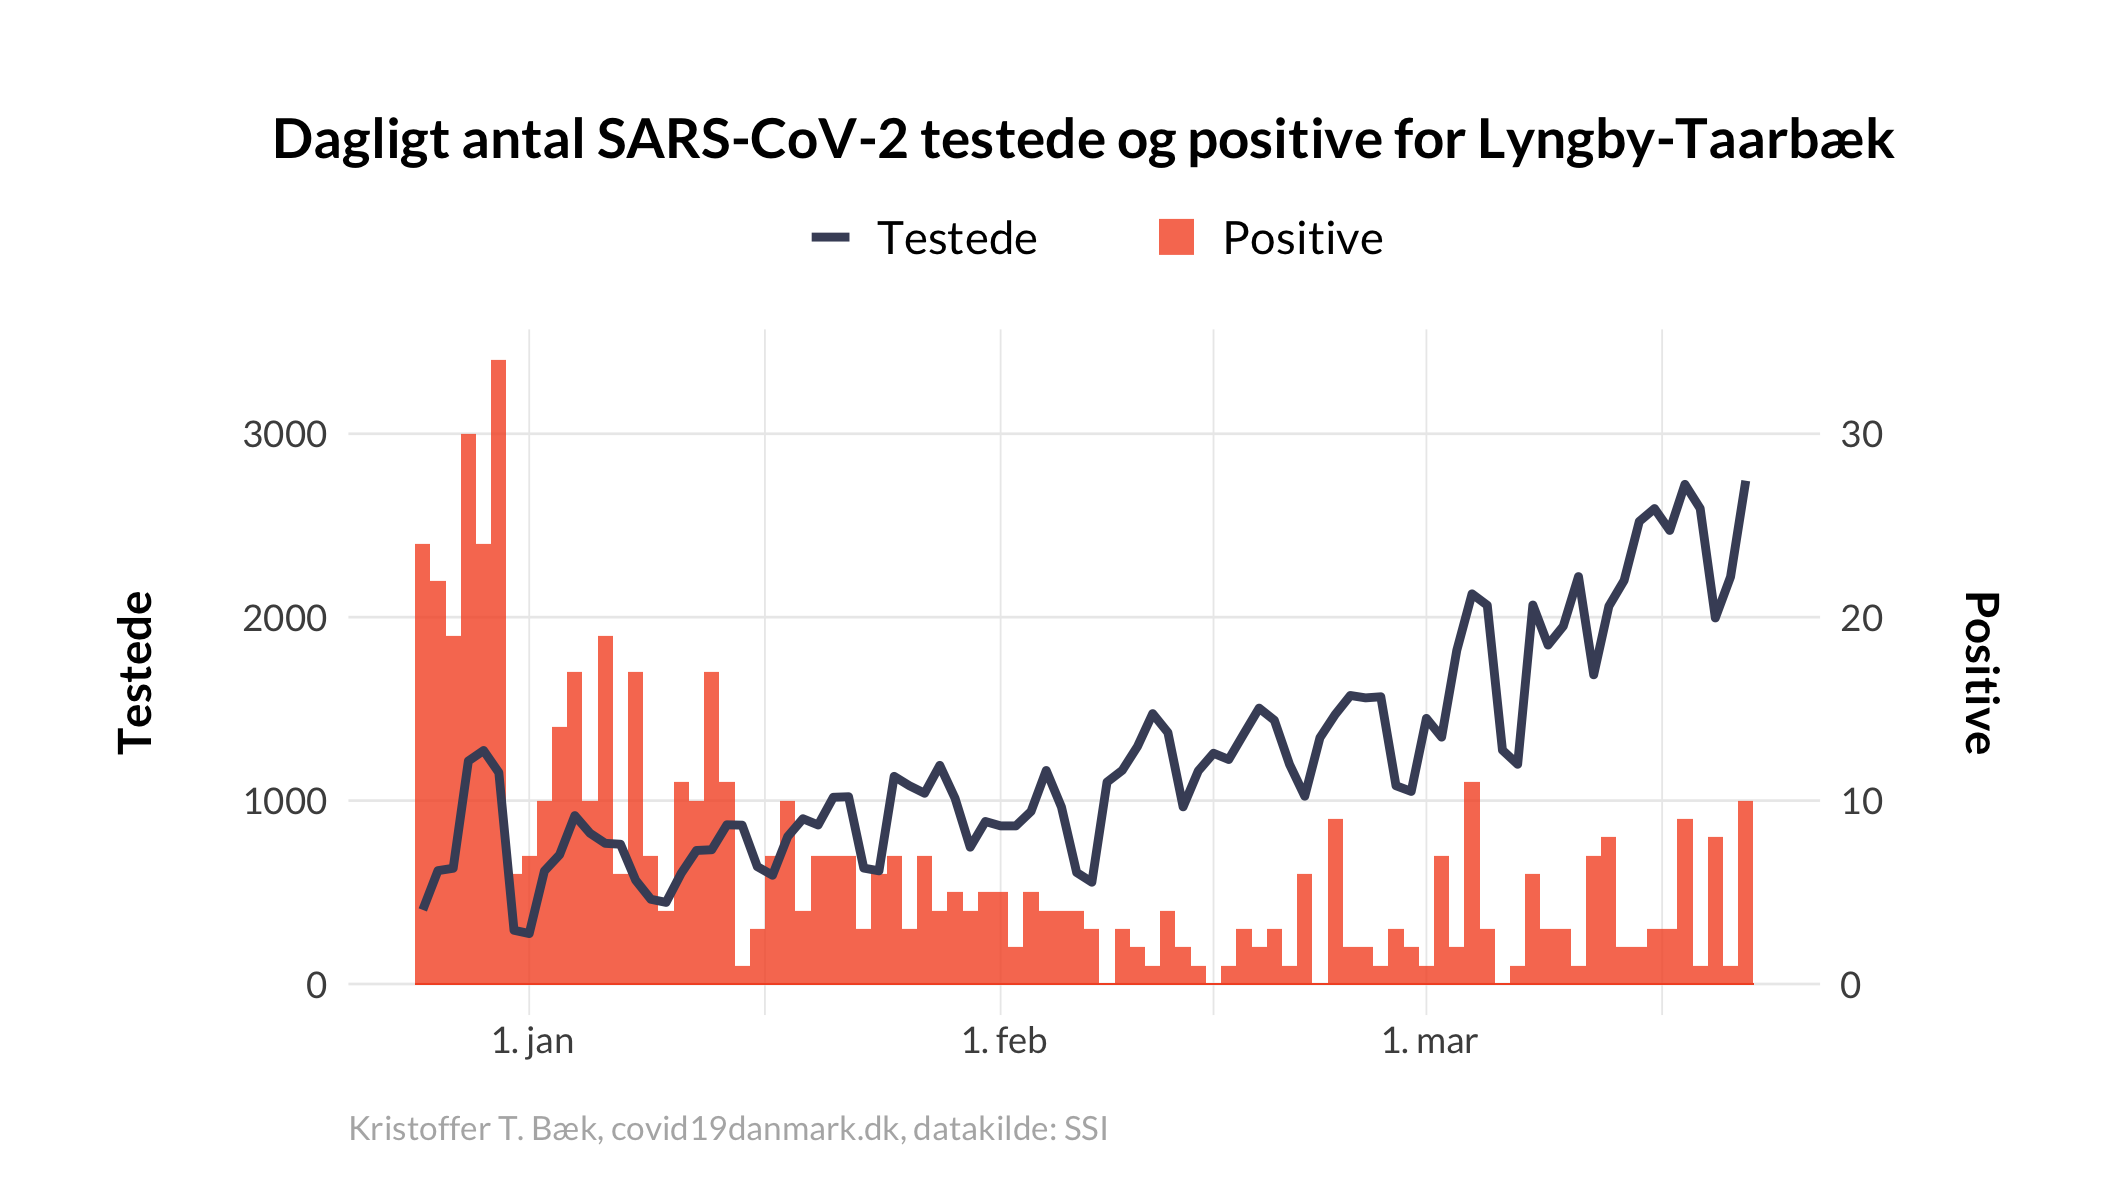 Dagligt antal SARS-CoV-2 testede og positive for Lyngby-Taarbæk
Testede
Positive
Testede
3000
2000
1000
0
30
20
10
0
Positive
1. jan
1. feb
1. mar
Kristoffer T. Bæk, covid19danmark.dk, datakilde: SSI